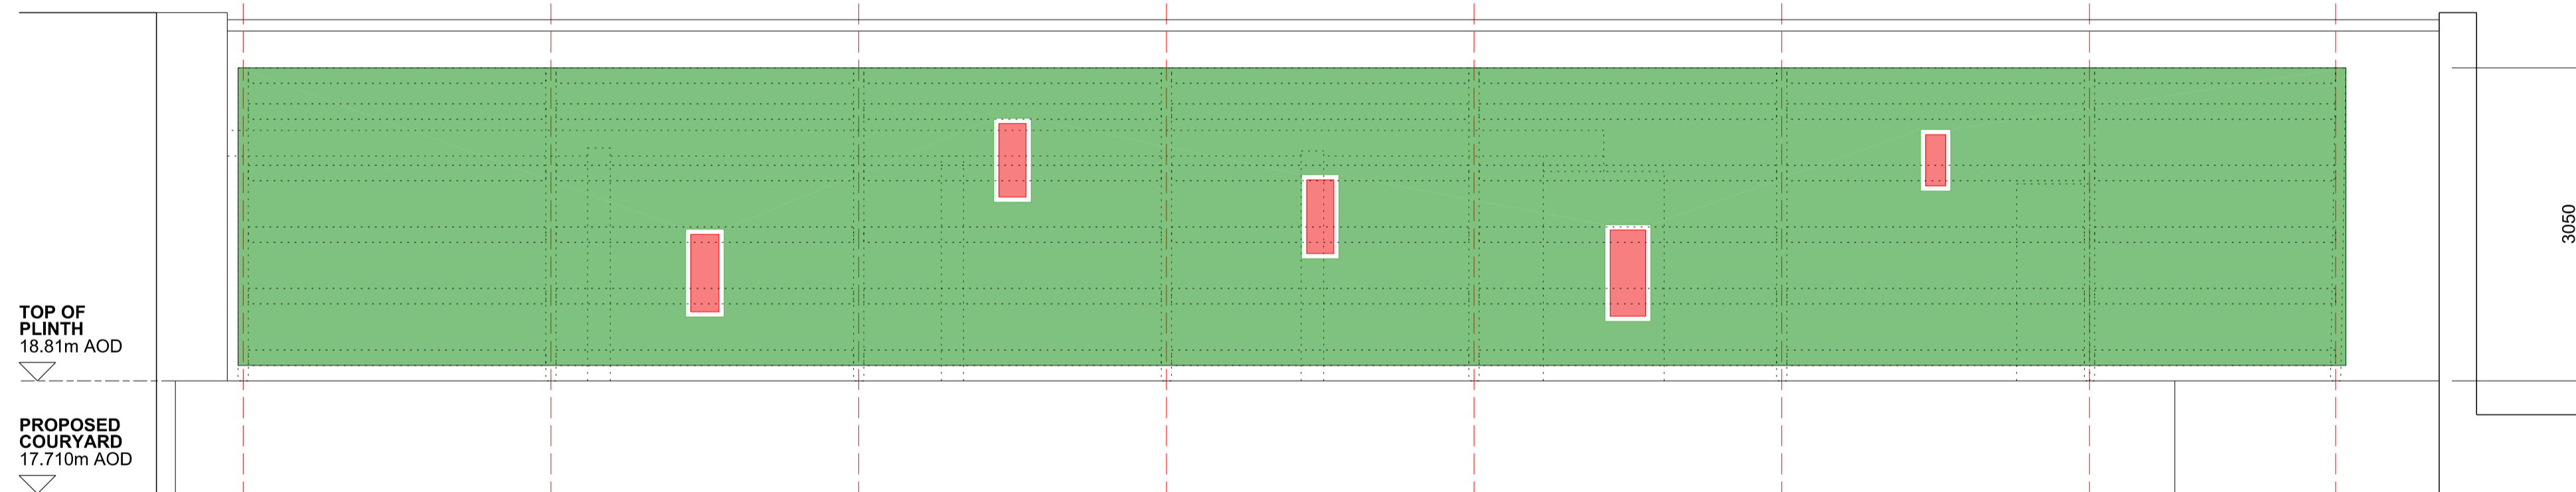 TOP OF
PLINTH
18.81m AOD
PROPOSED
COURYARD
17.710m AOD
3050